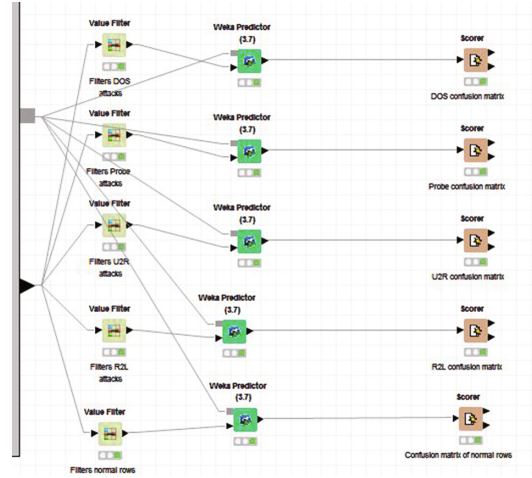 Value Filter
Filters DOS
attacks
Weka Predictor
(3.7)
Scorer
DOS confusion matrix
Value Filter
Filters Probe
attacks
Weka Predictor
(3.7)
Scorer
Probe confusion matrix
Value Filter
Filters U2R
attacks
Weka Predictor
(3.7)
Scorer
U2R confusion matrix
Value Filter
Filters R2L
attacks
Weka Predictor
(3.7)
Scorer
R2L confusion matrix
Value Filter
Filters normal rows
Weka Predictor
(3.7)
Scorer
Confusion matrix of normal rows